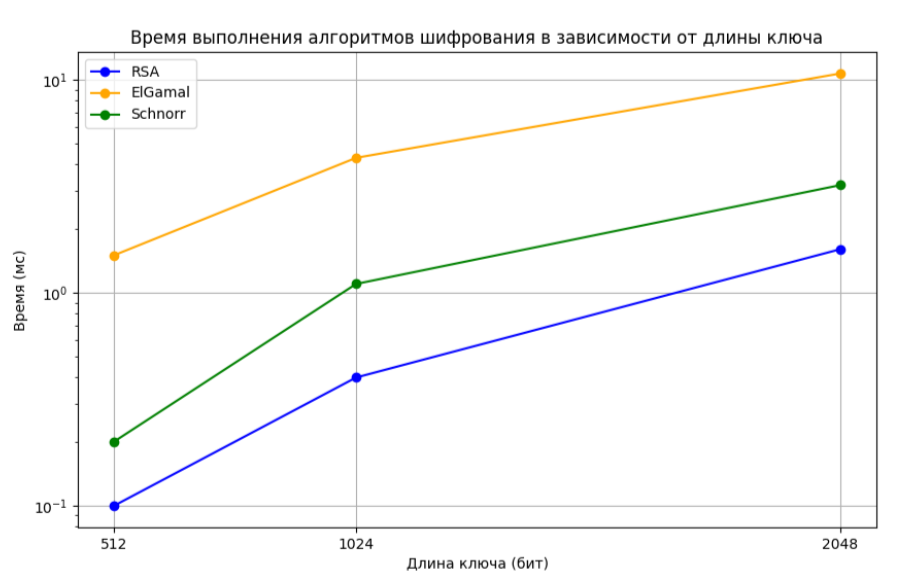 Время выполнения алгоритмов шифрования в зависимости от длины ключа
RSA
ElGamal
Schnorr
10¹
10⁰
10⁻¹
Время (мс)
512 1024 2048
Длина ключа (бит)